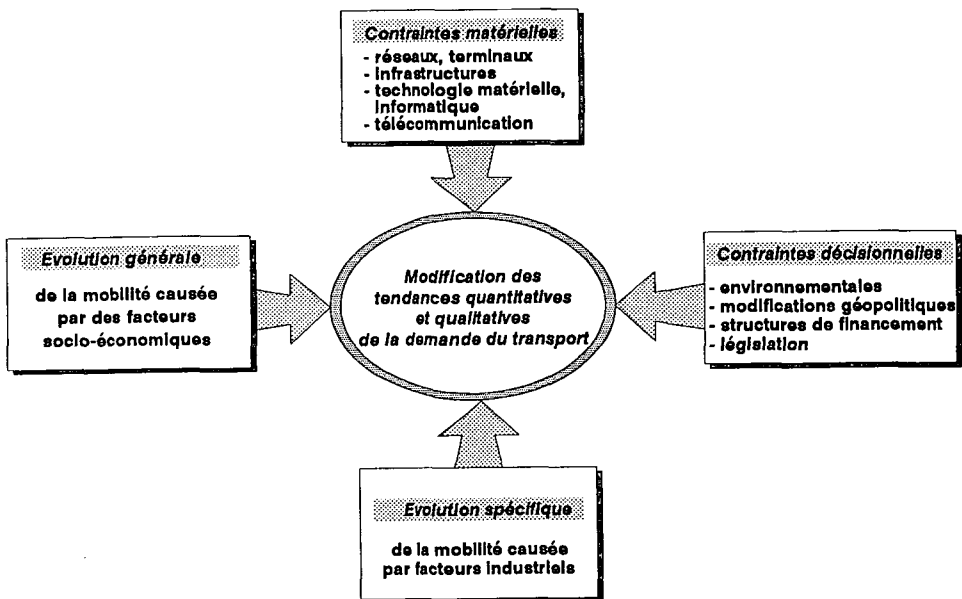 Contraintes matérielles
- réseaux, terminaux
- infrastructures
- technologie matérielle,
informatique
- télécommunication
Evolution générale
de la mobilité causée
par des facteurs
socio-économiques
Modification des
tendances quantitatives
et qualitatives
de la demande du transport
Contraintes décisionnelles
- environnementales
- modifications géopolitiques
- structures de financement
- législation
Evolution spécifique
de la mobilité causée
par facteurs industriels